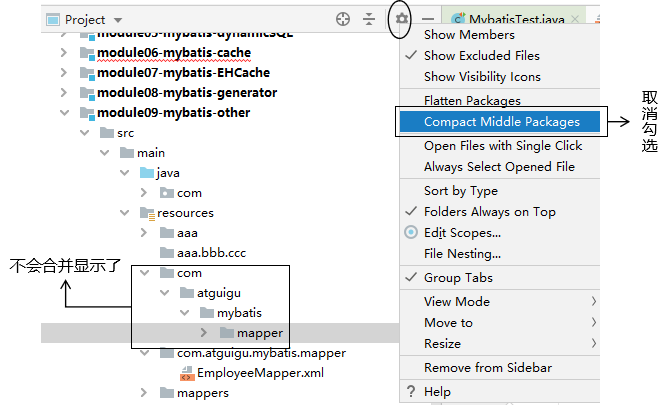 Project
MybatisTest.java
module05-mybatis-dynamicSQL
module06-mybatis-cache
module07-mybatis-EHCache
module08-mybatis-generator
module09-mybatis-other
src
main
java
com
resources
aaa
aaa.bbb.ccc
com
atguigu
mybatis
mapper
com.atguigu.mybatis.mapper
EmployeeMapper.xml
mappers
不会合并显示了
Show Members
Show Excluded Files
Show Visibility Icons
Flatten Packages
Compact Middle Packages
Open Files with Single Click
Always Select Opened File
Sort by Type
Folders Always on Top
Edit Scopes...
File Nesting...
Group Tabs
View Mode
Move to
Resize
Remove from Sidebar
? Help
取消勾选